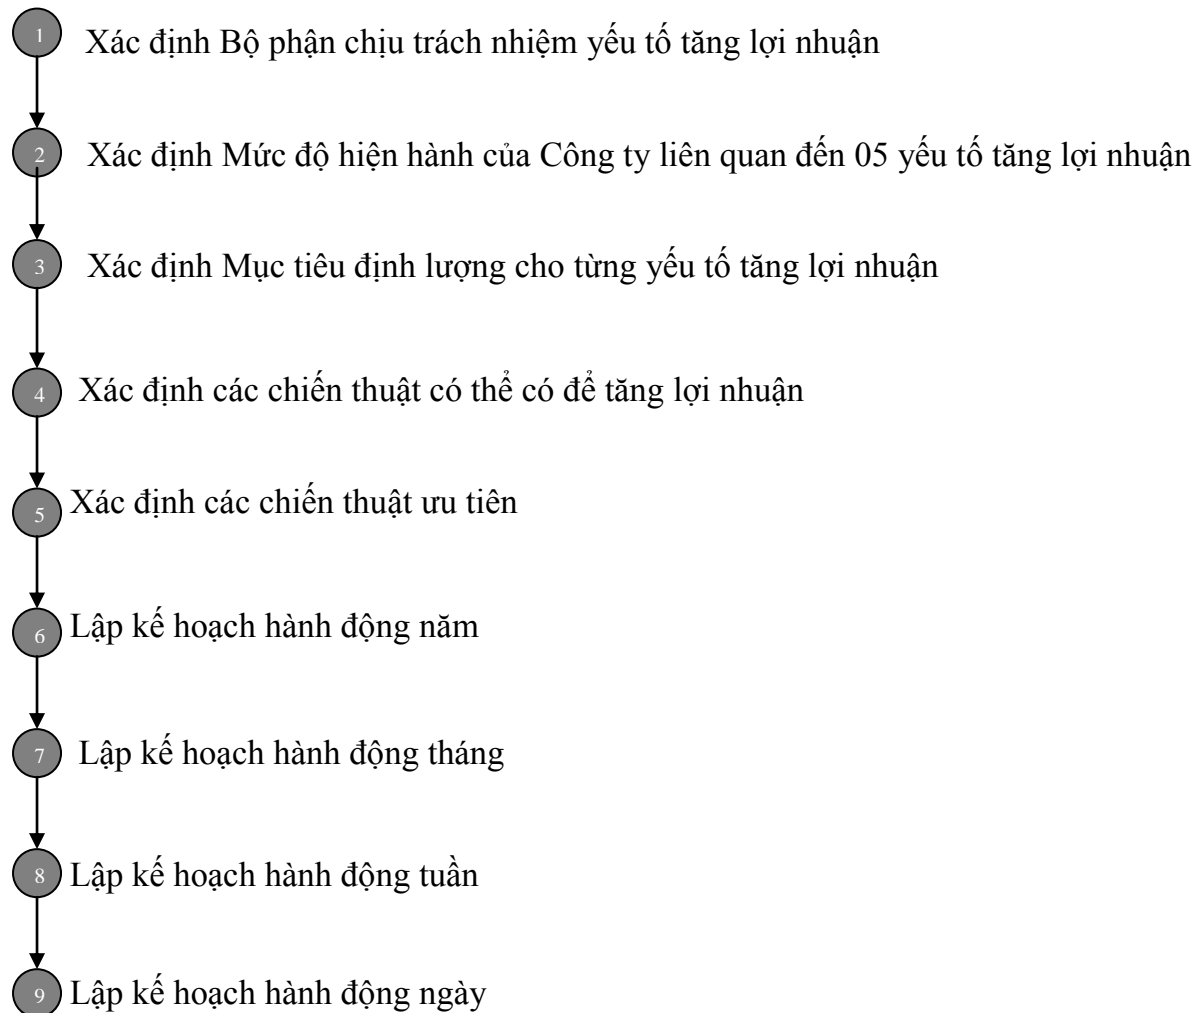 1 Xác định Bộ phận chịu trách nhiệm yếu tố tăng lợi nhuận
2 Xác định Mức độ hiện hành của Công ty liên quan đến 05 yếu tố tăng lợi nhuận
3 Xác định Mục tiêu định lượng cho từng yếu tố tăng lợi nhuận
4 Xác định các chiến thuật có thể có để tăng lợi nhuận
5 Xác định các chiến thuật ưu tiên
6 Lập kế hoạch hành động năm
7 Lập kế hoạch hành động tháng
8 Lập kế hoạch hành động tuần
9 Lập kế hoạch hành động ngày